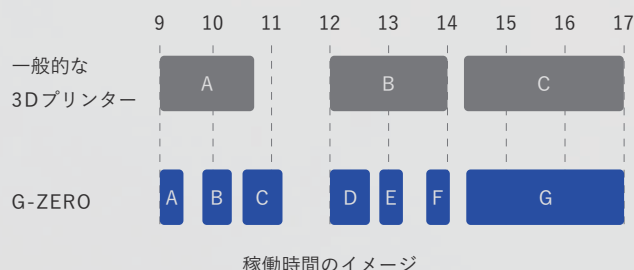 9 10 11 12 13 14 15 16 17
一般的な
3Dプリンター
A B C
G-ZERO
A B C D E F G
稼働時間のイメージ